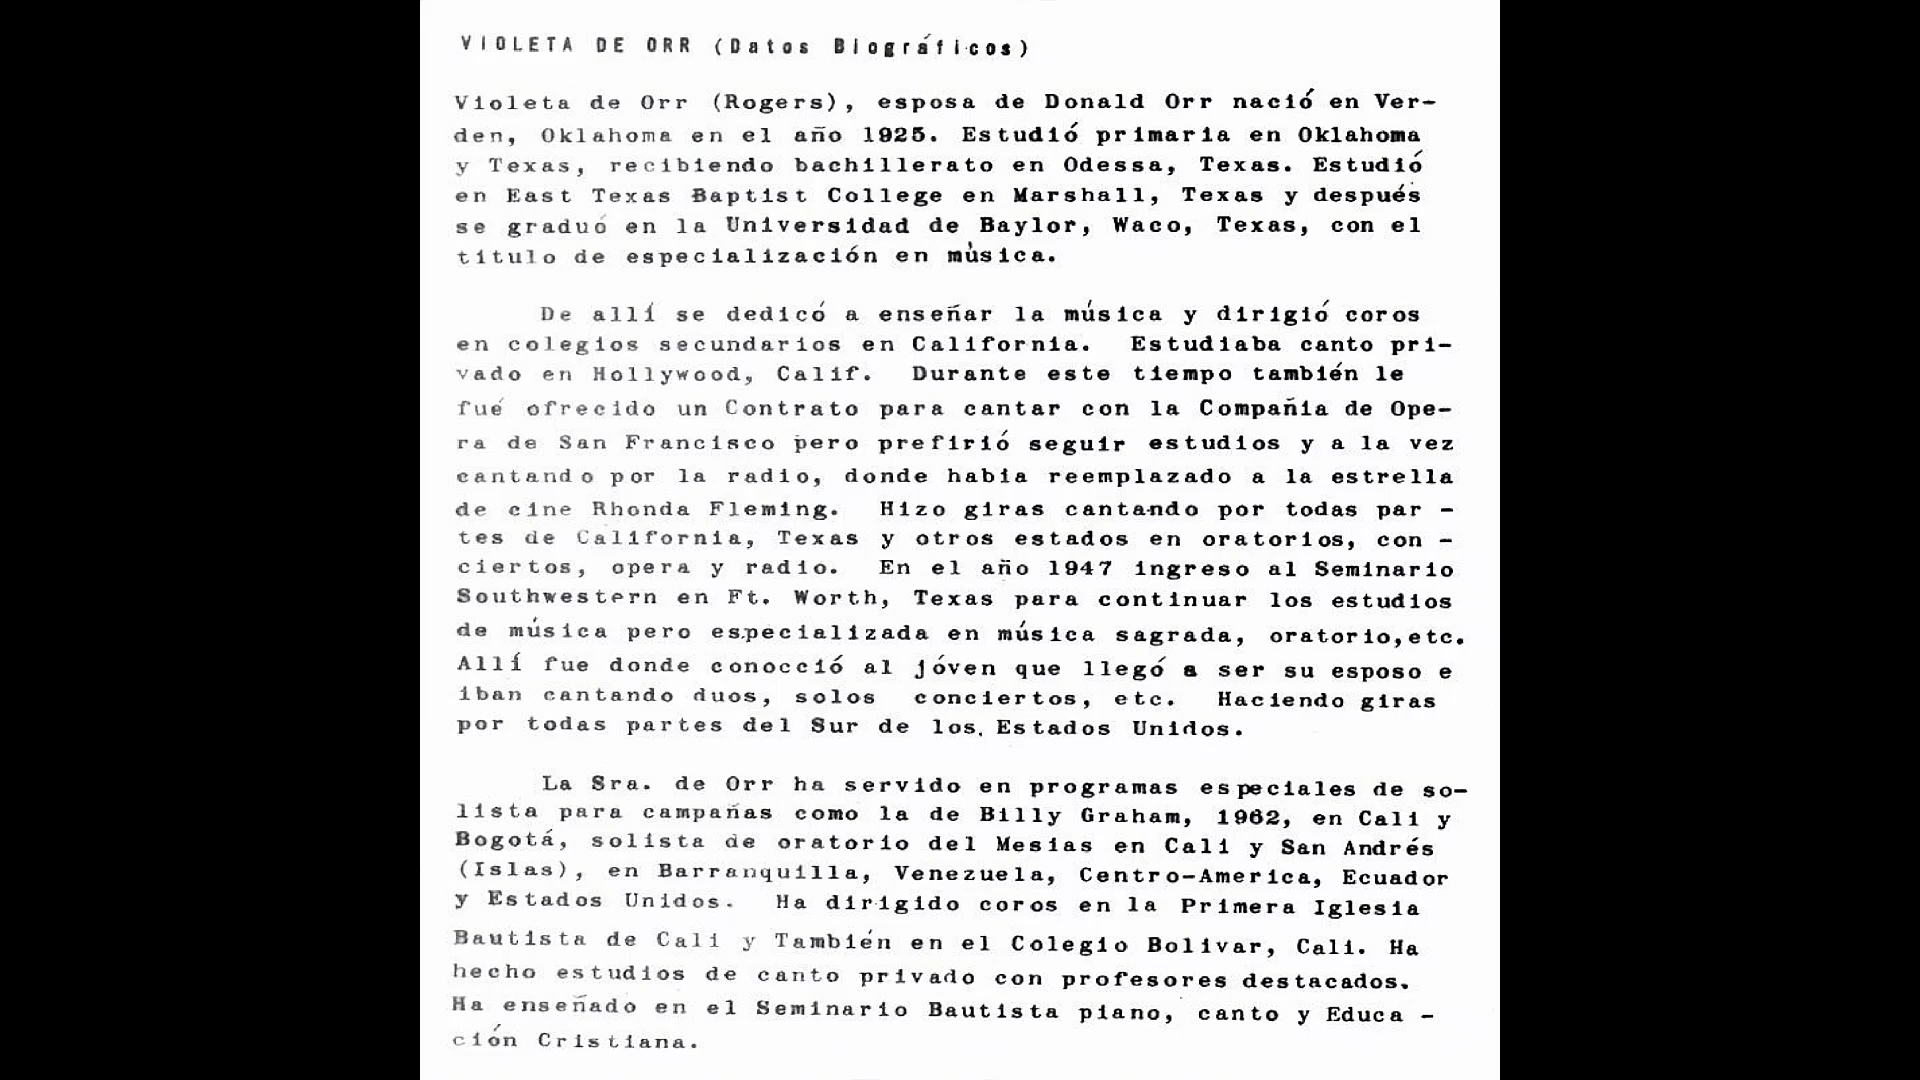 VIOLETA DE ORR (Datos Biográficos)
Violeta de Orr (Rogers), esposa de Donald Orr nació en Ver-
den, Oklahoma en el año 1925. Estudió primaria en Oklahoma
y Texas, recibiendo bachillerato en Odessa, Texas. Estudió
en East Texas Baptist College en Marshall, Texas y después
se graduó en la Universidad de Baylor, Waco, Texas, con el
titulo de especialización en mùsica.
De allí se dedicó a enseñar la música y dirigió coros
en colegios secundarios en California. Estudiaba canto pri-
vado en Hollywood, Calif. Durante este tiempo también le
fué ofrecido un Contrato para cantar con la Compañia de Ope-
ra de San Francisco pero prefirió seguir estudios y a la vez
cantando por la radio, donde habia reemplazado a la estrella
de cine Rhonda Fleming. Hizo giras cantando por todas par -
tes de California, Texas y otros estados en oratorios, con -
ciertos, opera y radio. En el año 1947 ingreso al Seminario
Southwestern en Ft. Worth, Texas para continuar los estudios
de música pero especializada en música sagrada, oratorio,etc.
Allí fue donde conocció al jóven que llegó a ser su esposo e
iban cantando duos, solos conciertos, etc. Haciendo giras
por todas partes del Sur de los. Estados Unidos.
La Sra. de Orr ha servido en programas especiales de so-
lista para campañas como la de Billy Graham, 1962, en Cali y
Bogotá, solista de oratorio del Mesias en Cali y San Andrés
(Islas), en Barranquilla, Venezuela, Centro-America, Ecuador
y Estados Unidos. Ha dirigido coros en la Primera Iglesia
Bautista de Cali y También en el Colegio Bolivar, Cali. Ha
hecho estudios de canto privado con profesores destacados.
Ha enseñado en el Seminario Bautista piano, canto y Educa -
ción Cristiana.